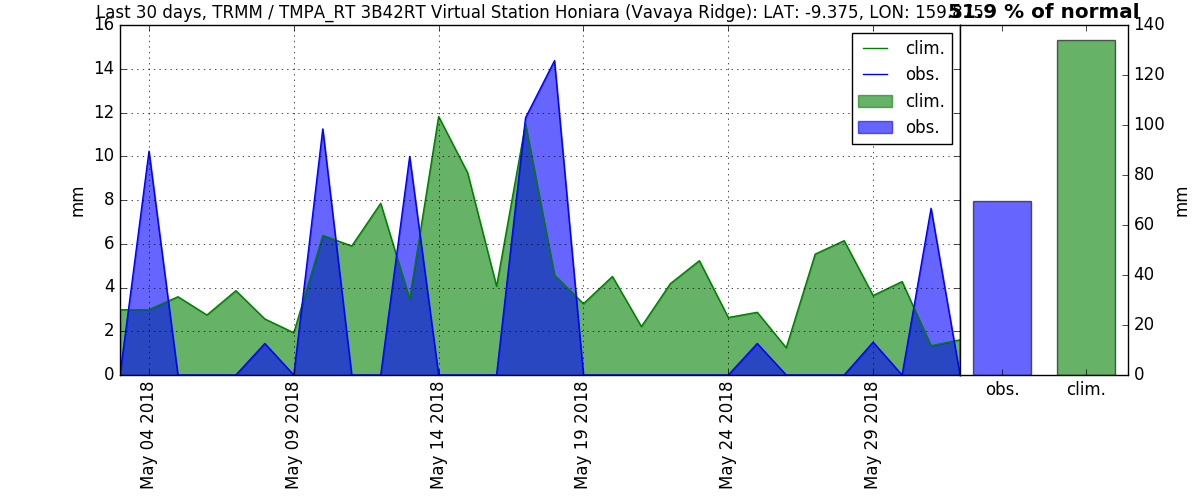 Last 30 days, TRMM / TMPA_RT 3B42RT Virtual Station Honiara (Vavaya Ridge): LAT: -9.375, LON:
51.9 % of normal
16
14
12
10
8
6
4
2
0
mm
clim.
obs.
clim.
obs.
140
120
100
80
60
40
20
0
mm
obs.
clim.
May 04 2018
May 09 2018
May 14 2018
May 19 2018
May 24 2018
May 29 2018